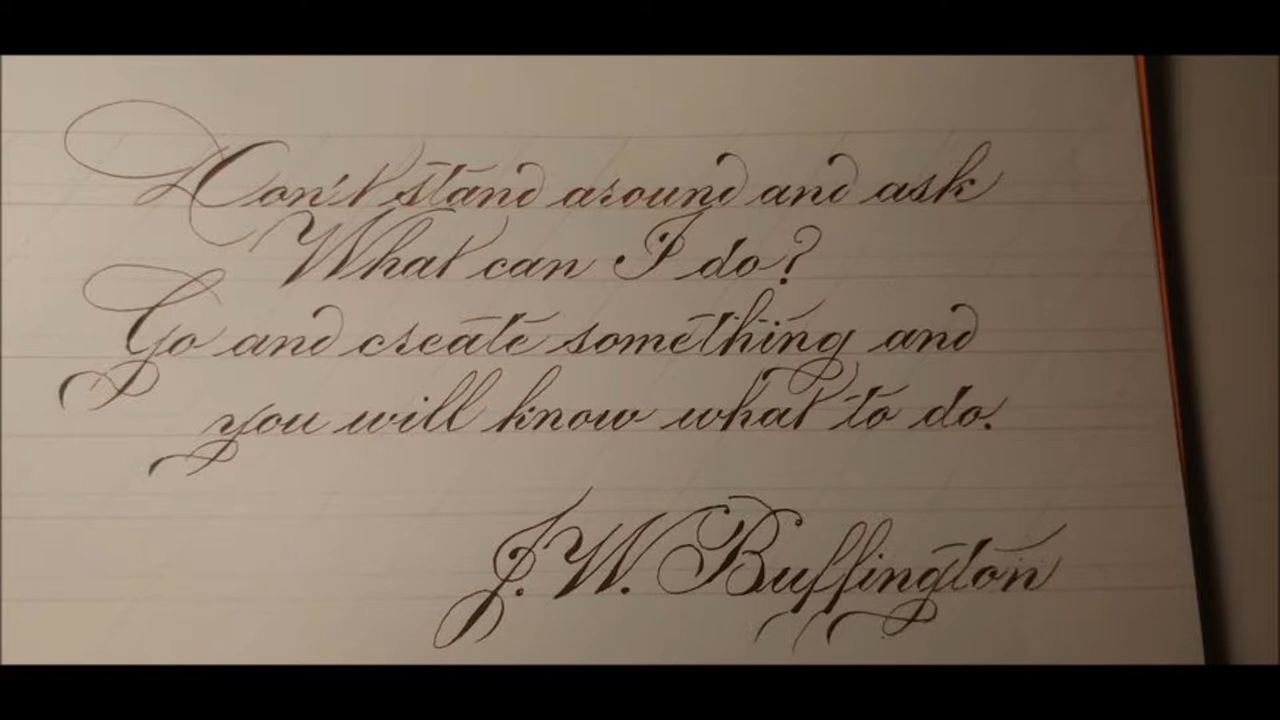 Don't stand around and ask
What can I do?
Go and create something and
you will know what to do.
J. W. Buffington